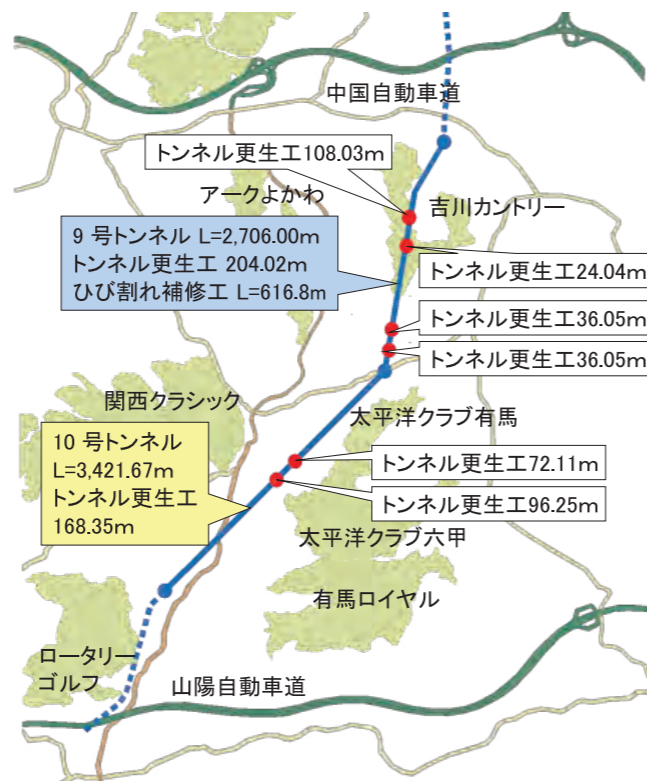 中国自動車道
トンネル更生工108.03m
アークよかわ
吉川カントリー
9 号トンネル L=2,706.00m
トンネル更生工 204.02m
ひび割れ補修工 L=616.8m
トンネル更生工24.04m
トンネル更生工36.05m
トンネル更生工36.05m
関西クラシック
太平洋クラブ有馬
10 号トンネル
L=3,421.67m
トンネル更生工
168.35m
トンネル更生工72.11m
トンネル更生工96.25m
太平洋クラブ六甲
有馬ロイヤル
ロータリー
ゴルフ
山陽自動車道